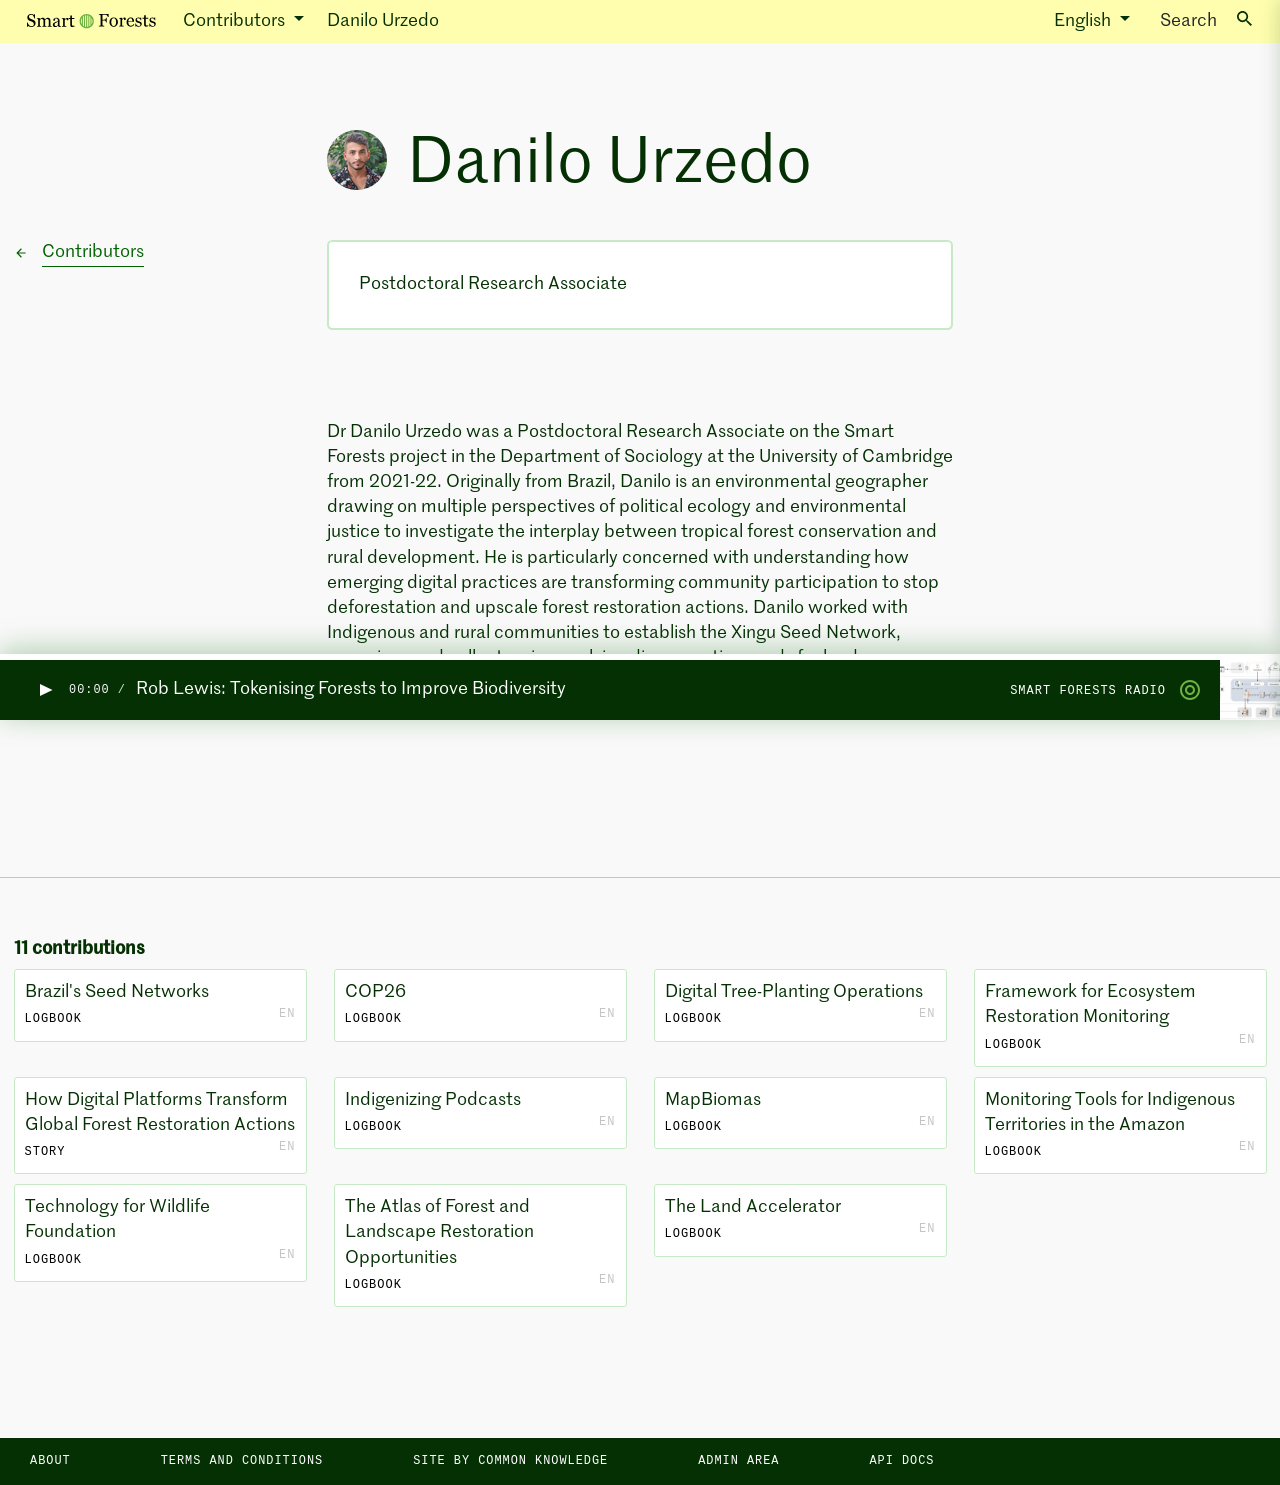 Smart Forests Contributors Danilo Urzedo English Search
Danilo Urzedo
Contributors
Postdoctoral Research Associate
Dr Danilo Urzedo was a Postdoctoral Research Associate on the Smart
Forests project in the Department of Sociology at the University of Cambridge
from 2021-22. Originally from Brazil, Danilo is an environmental geographer
drawing on multiple perspectives of political ecology and environmental
justice to investigate the interplay between tropical forest conservation and
rural development. He is particularly concerned with understanding how
emerging digital practices are transforming community participation to stop
deforestation and upscale forest restoration actions. Danilo worked with
Indigenous and rural communities to establish the Xingu Seed Network,
00:00 / Rob Lewis: Tokenising Forests to Improve Biodiversity SMART FORESTS RADIO
11 contributions
Brazil's Seed Networks
LOGBOOK EN
COP26
LOGBOOK EN
Digital Tree-Planting Operations
LOGBOOK EN
Framework for Ecosystem
Restoration Monitoring
LOGBOOK EN
How Digital Platforms Transform
Global Forest Restoration Actions
STORY EN
Indigenizing Podcasts
LOGBOOK EN
MapBiomas
LOGBOOK EN
Monitoring Tools for Indigenous
Territories in the Amazon
LOGBOOK EN
Technology for Wildlife
Foundation
LOGBOOK EN
The Atlas of Forest and
Landscape Restoration
Opportunities
LOGBOOK EN
The Land Accelerator
LOGBOOK EN
ABOUT TERMS AND CONDITIONS SITE BY COMMON KNOWLEDGE ADMIN AREA API DOCS